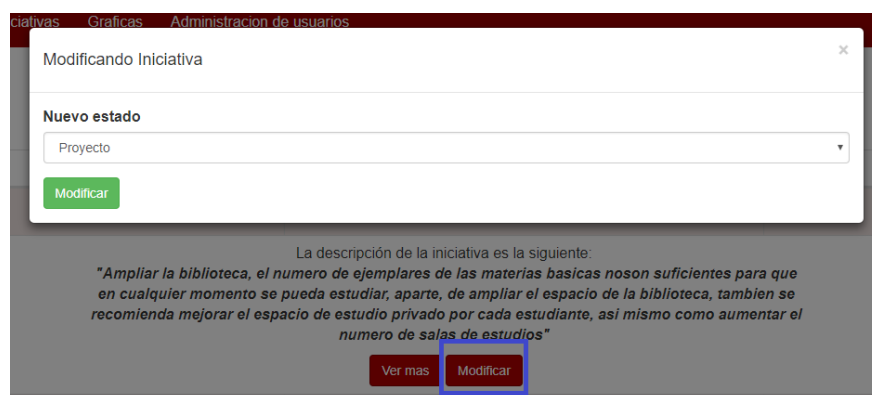 ciativas Graficas Administracion de usuarios
Modificando Iniciativa ×
Nuevo estado
Proyecto
Modificar
La descripción de la iniciativa es la siguiente:
"Ampliar la biblioteca, el numero de ejemplares de las materias basicas noson suficientes para que
en cualquier momento se pueda estudiar, aparte, de ampliar el espacio de la biblioteca, tambien se
recomienda mejorar el espacio de estudio privado por cada estudiante, asi mismo como aumentar el
numero de salas de estudios"
Ver mas Modificar